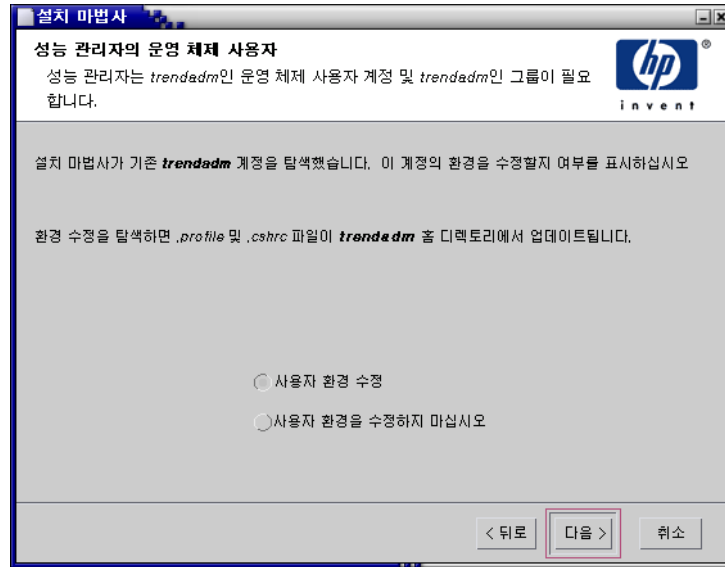 설치 마법사
성능 관리자의 운영 체제 사용자
성능 관리자는 trendadm인 운영 체제 사용자 계정 및 trendadm인 그룹이 필요
합니다.
hp
®
invent
설치 마법사가 기존 trendadm 계정을 탐색했습니다. 이 계정의 환경을 수정할지 여부를 표시하십시오
환경 수정을 탐색하면 .profile 및 .cshrc 파일이 trendadm 홈 디렉토리에서 업데이트됩니다.
사용자 환경 수정
사용자 환경을 수정하지 마십시오
< 뒤로
다음 >
취소